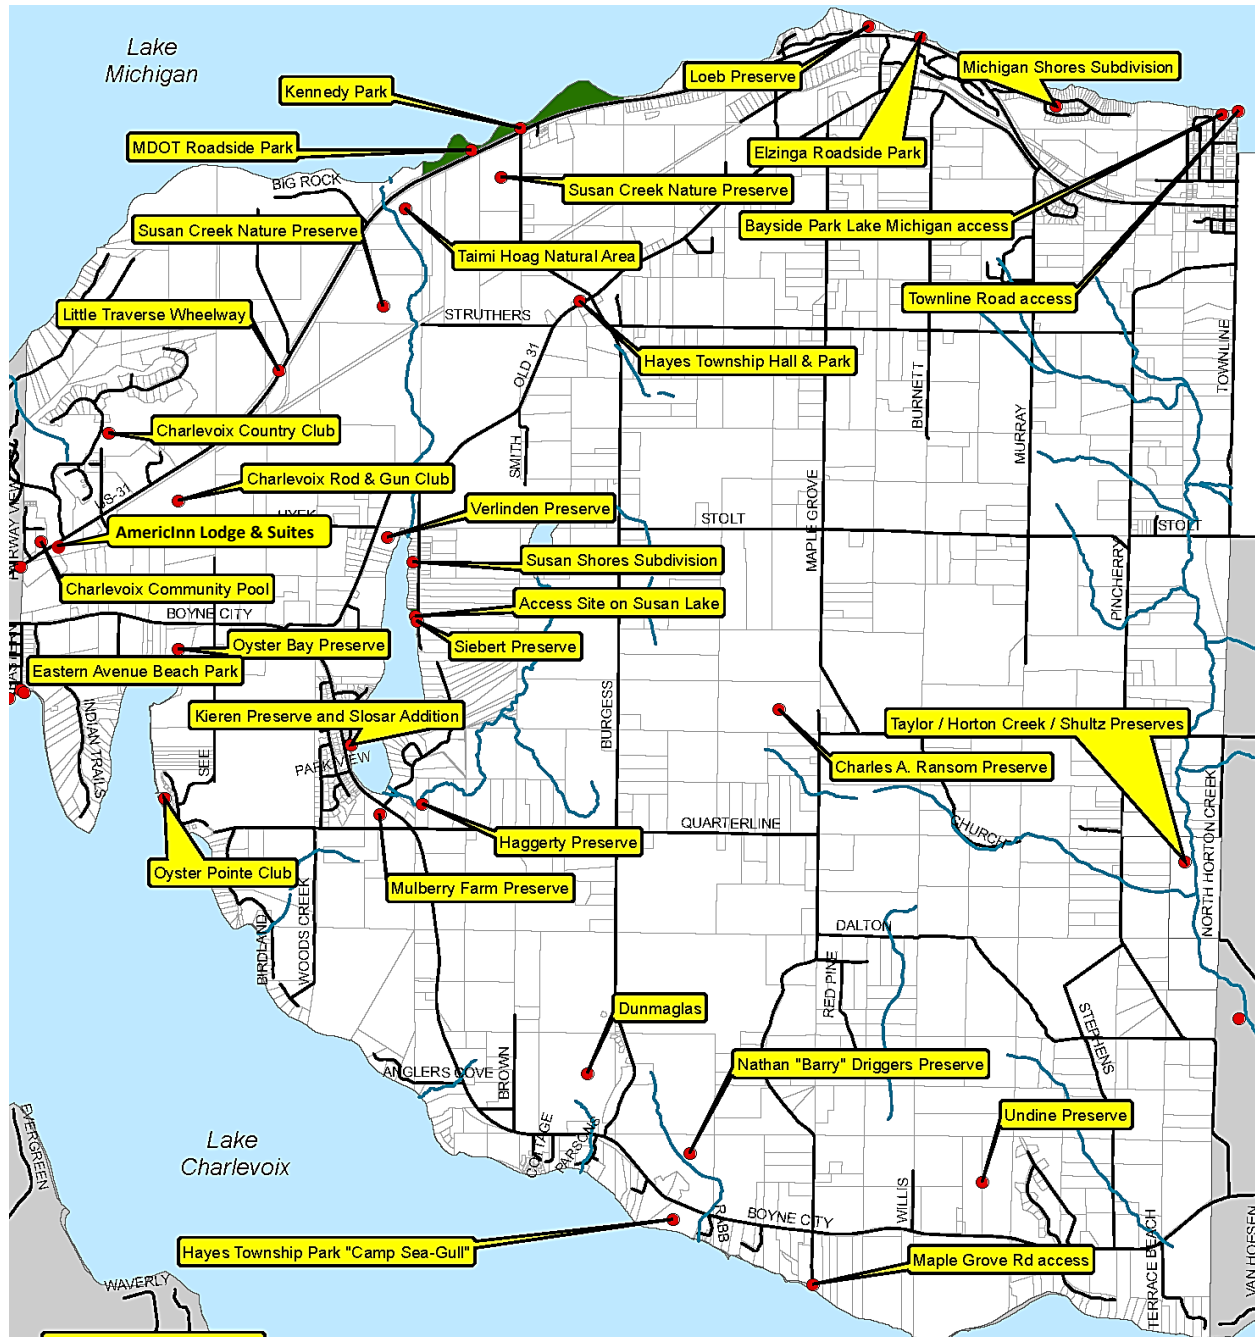 Lake
Michigan
Loeb Preserve
Michigan Shores Subdivision
Kennedy Park
MDOT Roadside Park
Elzinga Roadside Park
BIG ROCK
Susan Creek Nature Preserve
Susan Creek Nature Preserve
Bayside Park Lake Michigan access
Taimi Hoag Natural Area
Townline Road access
Little Traverse Wheelway
STRUTHERS
Hayes Township Hall & Park
OLD 31
BURNETT
TOWNLINE
MURRAY
Charlevoix Country Club
SMITH
Charlevoix Rod & Gun Club
US-31
MAPLE GROVE
Verlinden Preserve
STOLT
STOLT
AmericInn Lodge & Suites
Susan Shores Subdivision
PINCHERRY
Charlevoix Community Pool
Access Site on Susan Lake
BOYNE CITY
Oyster Bay Preserve
Siebert Preserve
Eastern Avenue Beach Park
INDIAN TRAILS
SEE
BURGESS
Kieren Preserve and Slosar Addition
Taylor / Horton Creek / Shultz Preserves
PARK VIEW
Charles A. Ransom Preserve
QUARTERLINE
CHURCH
NORTH HORTON CREEK
Haggerty Preserve
Oyster Pointe Club
Mulberry Farm Preserve
BIRDLAND
WOODS CREEK
DALTON
RED PINE
Dunmaglas
STEPHENS
Nathan "Barry" Driggers Preserve
ANGLERS COVE
BROWN
Undine Preserve
EVERGREEN
Lake
Charlevoix
COTTAGE
PARSONS
WILLIS
RABB
BOYNE CITY
Hayes Township Park "Camp Sea-Gull"
Maple Grove Rd access
TERRACE BEACH
VAN HOESEN
WAVERLY